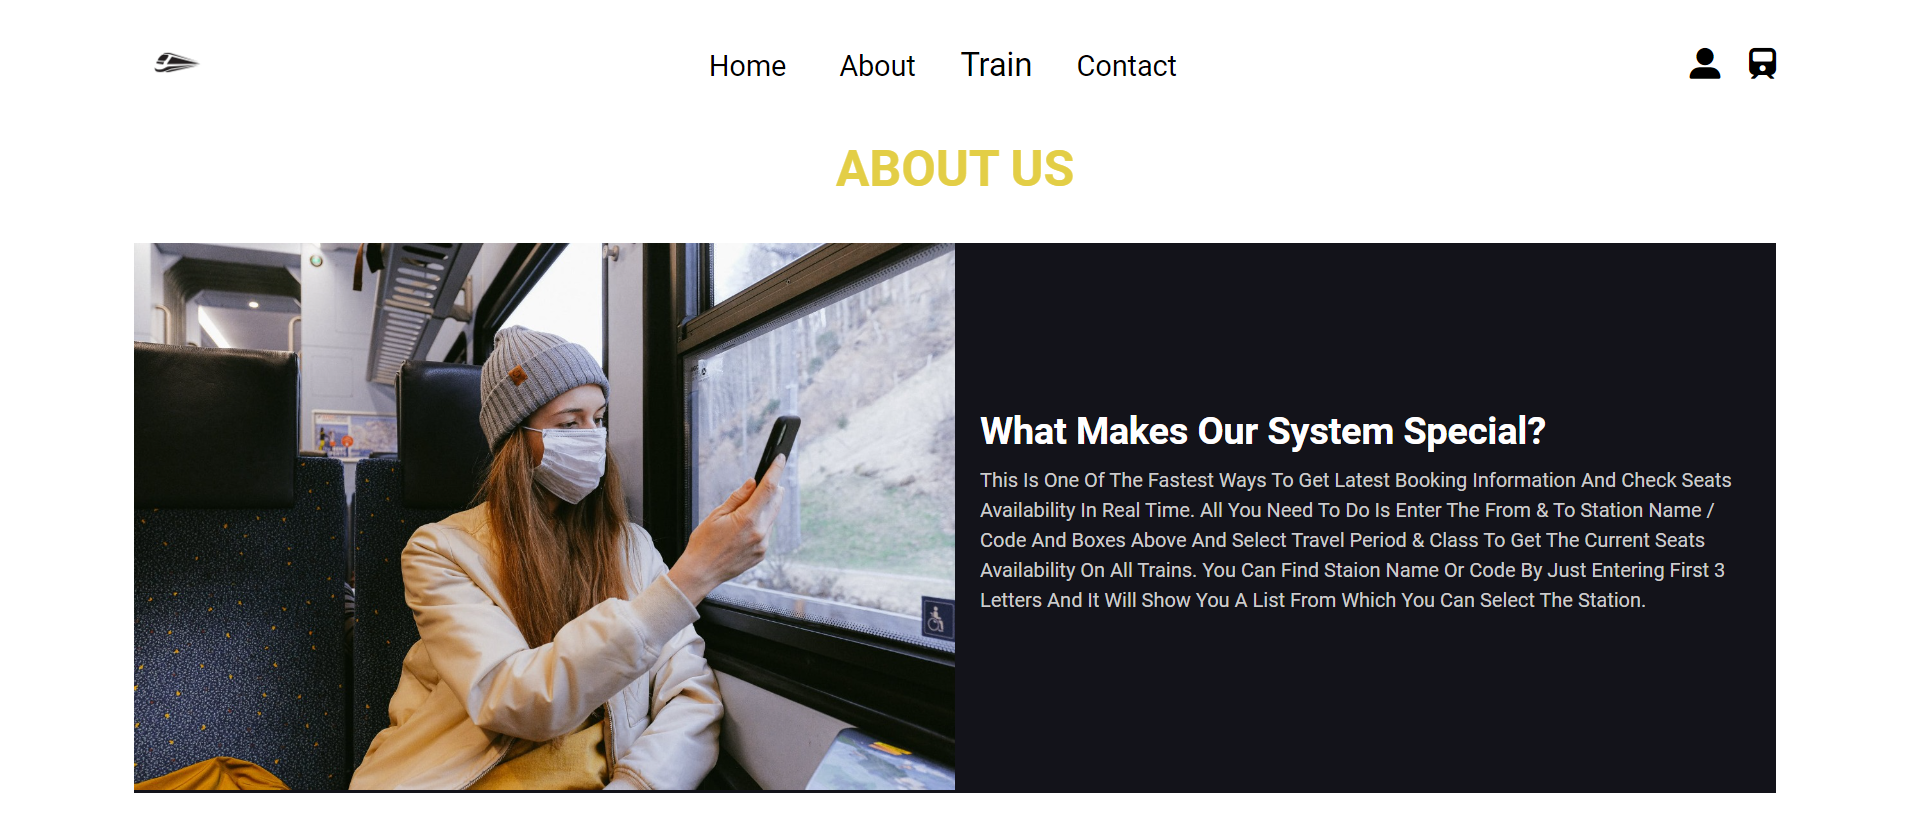 Home About Train Contact
ABOUT US
What Makes Our System Special?
This Is One Of The Fastest Ways To Get Latest Booking Information And Check Seats
Availability In Real Time. All You Need To Do Is Enter The From & To Station Name /
Code And Boxes Above And Select Travel Period & Class To Get The Current Seats
Availability On All Trains. You Can Find Staion Name Or Code By Just Entering First 3
Letters And It Will Show You A List From Which You Can Select The Station.